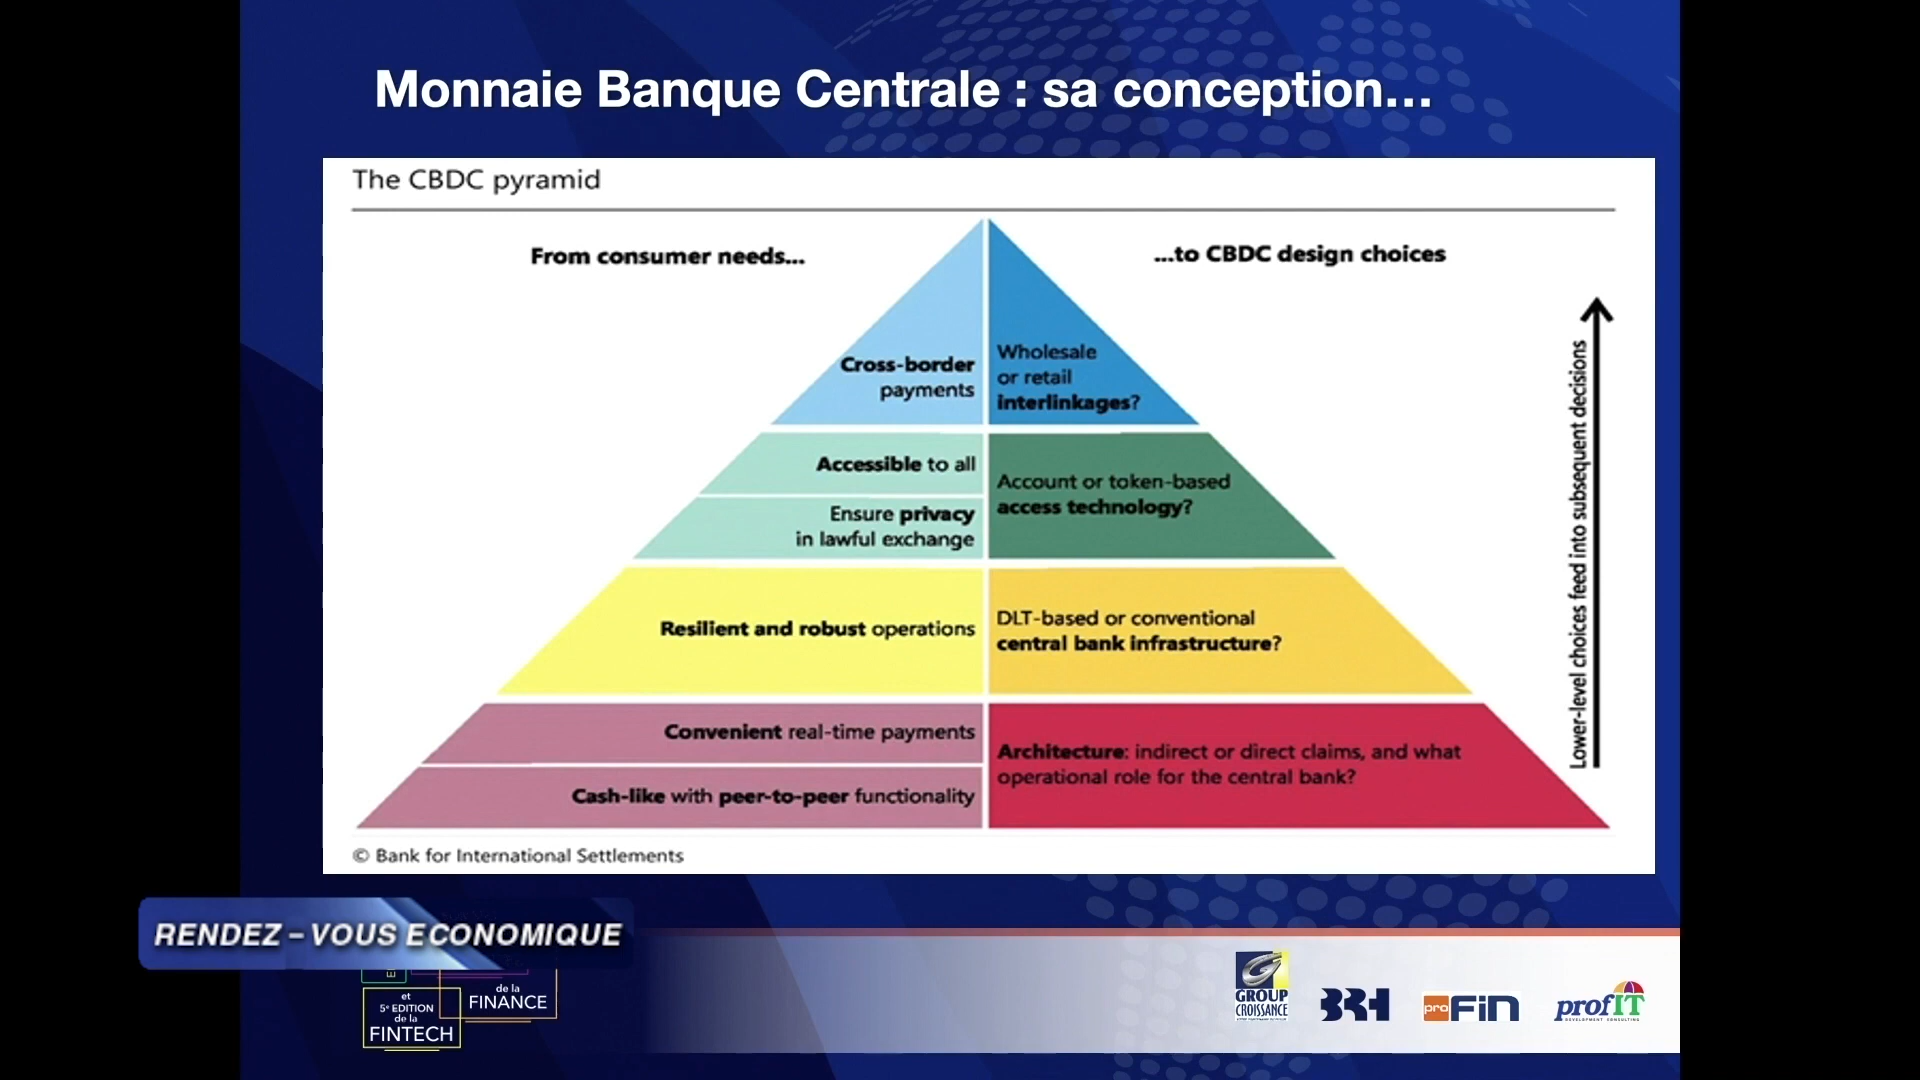 Monnaie Banque Centrale : sa conception...
The CBDC pyramid
From consumer needs...
...to CBDC design choices
Cross-border
payments
Wholesale
or retail
interlinkages?
Accessible to all
Ensure privacy
in lawful exchange
Account or token-based
access technology?
Resilient and robust operations
DLT-based or conventional
central bank infrastructure?
Convenient real-time payments
Cash-like with peer-to-peer functionality
Architecture: indirect or direct claims, and what
operational role for the central bank?
Lower-level choices feed into subsequent decisions
© Bank for International Settlements
RENDEZ – VOUS ECONOMIQUE
de la
FINANCE
et
5e EDITION
de la
FINTECH
GROUP
CROISSANCE
BRH
proFin
profIT
DEVELOPMENT CONSULTING